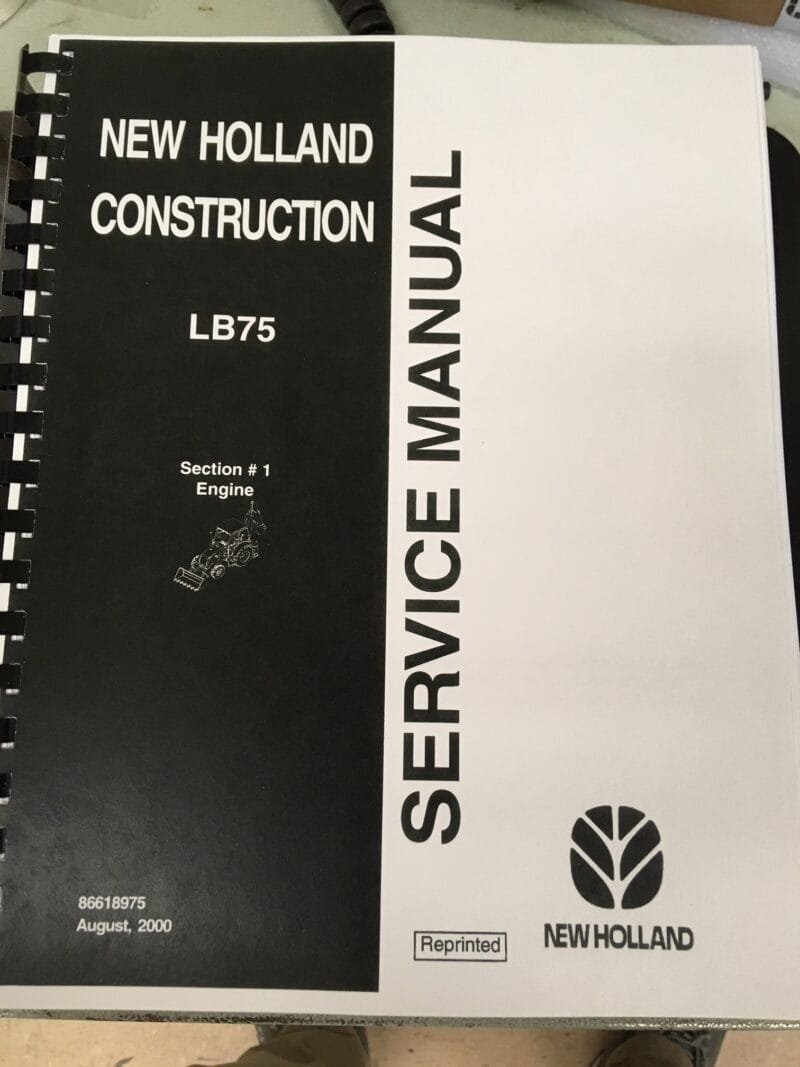 NEW HOLLAND
CONSTRUCTION
LB75
Section # 1
Engine
86618975
August, 2000
SERVICE MANUAL
Reprinted
NEW HOLLAND